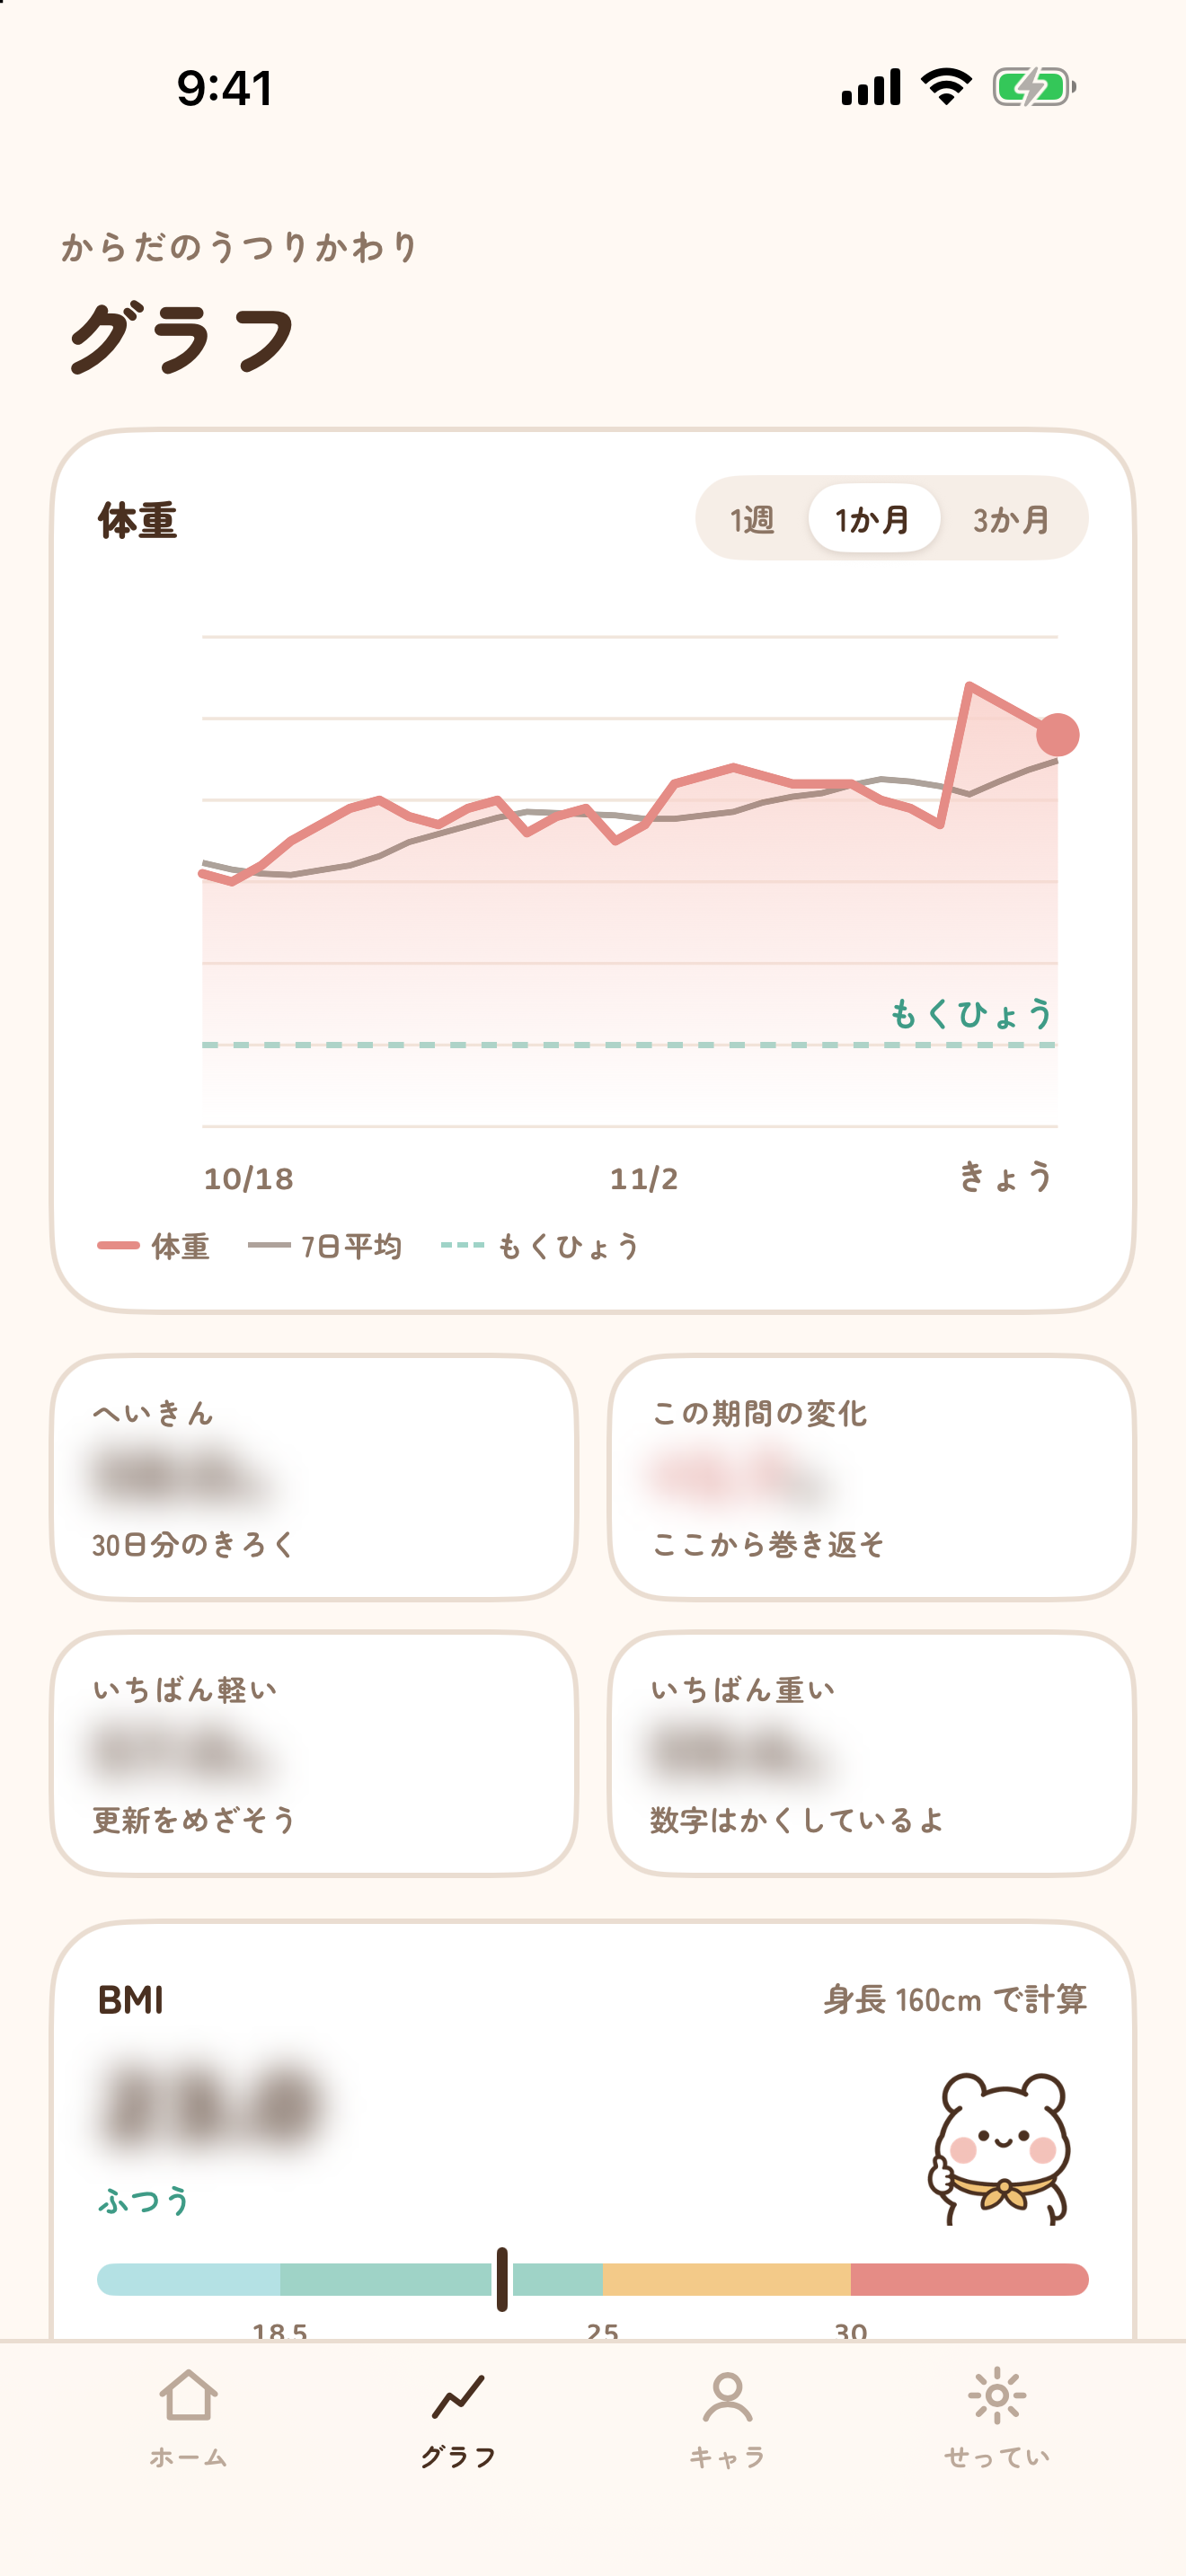 9:41
からだのうつりかわり
グラフ
体重
1週 1か月 3か月
もくひょう
10/18 11/2 きょう
体重 7日平均 もくひょう
へいきん
30日分のきろく
この期間の変化
ここから巻き返そ
いちばん軽い
更新をめざそう
いちばん重い
数字はかくしているよ
BMI
身長 160cm で計算
ふつう
18.5 25 30
ホーム グラフ キャラ せってい